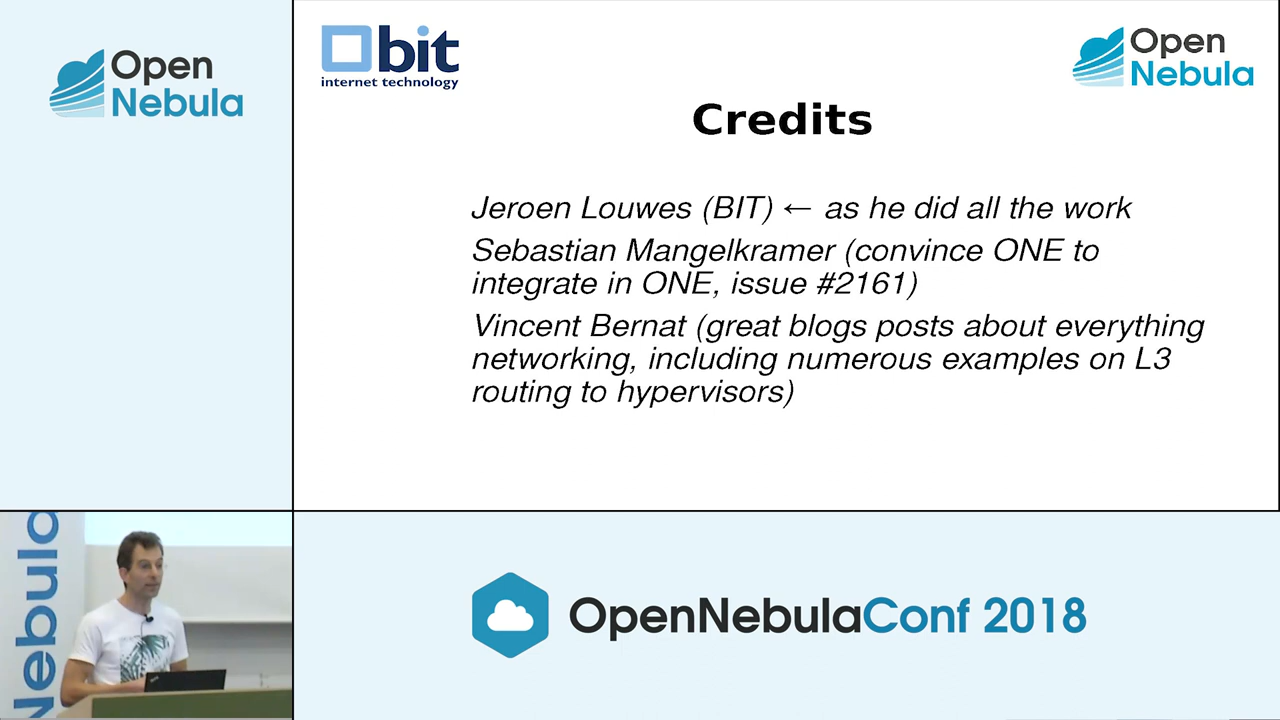 Open
Nebula
bit
internet technology
Open
Nebula
Credits
Jeroen Louwes (BIT) ← as he did all the work
Sebastian Mangelkramer (convince ONE to
integrate in ONE, issue #2161)
Vincent Bernat (great blogs posts about everything
networking, including numerous examples on L3
routing to hypervisors)
Nebula
OpenNebulaConf 2018